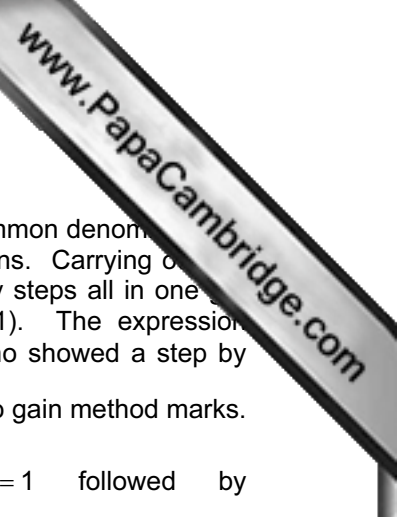 www.PapaCambridge.com
mmon denom
ns. Carrying o
steps all in one
1). The expression
no showed a step by
o gain method marks.
= 1 followed by